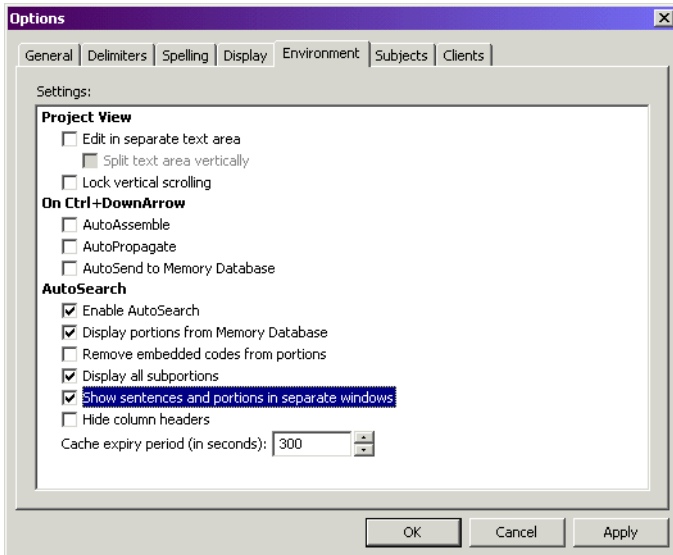 Options
General Delimiters Spelling Display Environment Subjects Clients
Settings:
Project View
Edit in separate text area
Split text area vertically
Lock vertical scrolling
On Ctrl+DownArrow
AutoAssemble
AutoPropagate
AutoSend to Memory Database
AutoSearch
Enable AutoSearch
Display portions from Memory Database
Remove embedded codes from portions
Display all subportions
Show sentences and portions in separate windows
Hide column headers
Cache expiry period (in seconds): 300
OK Cancel Apply